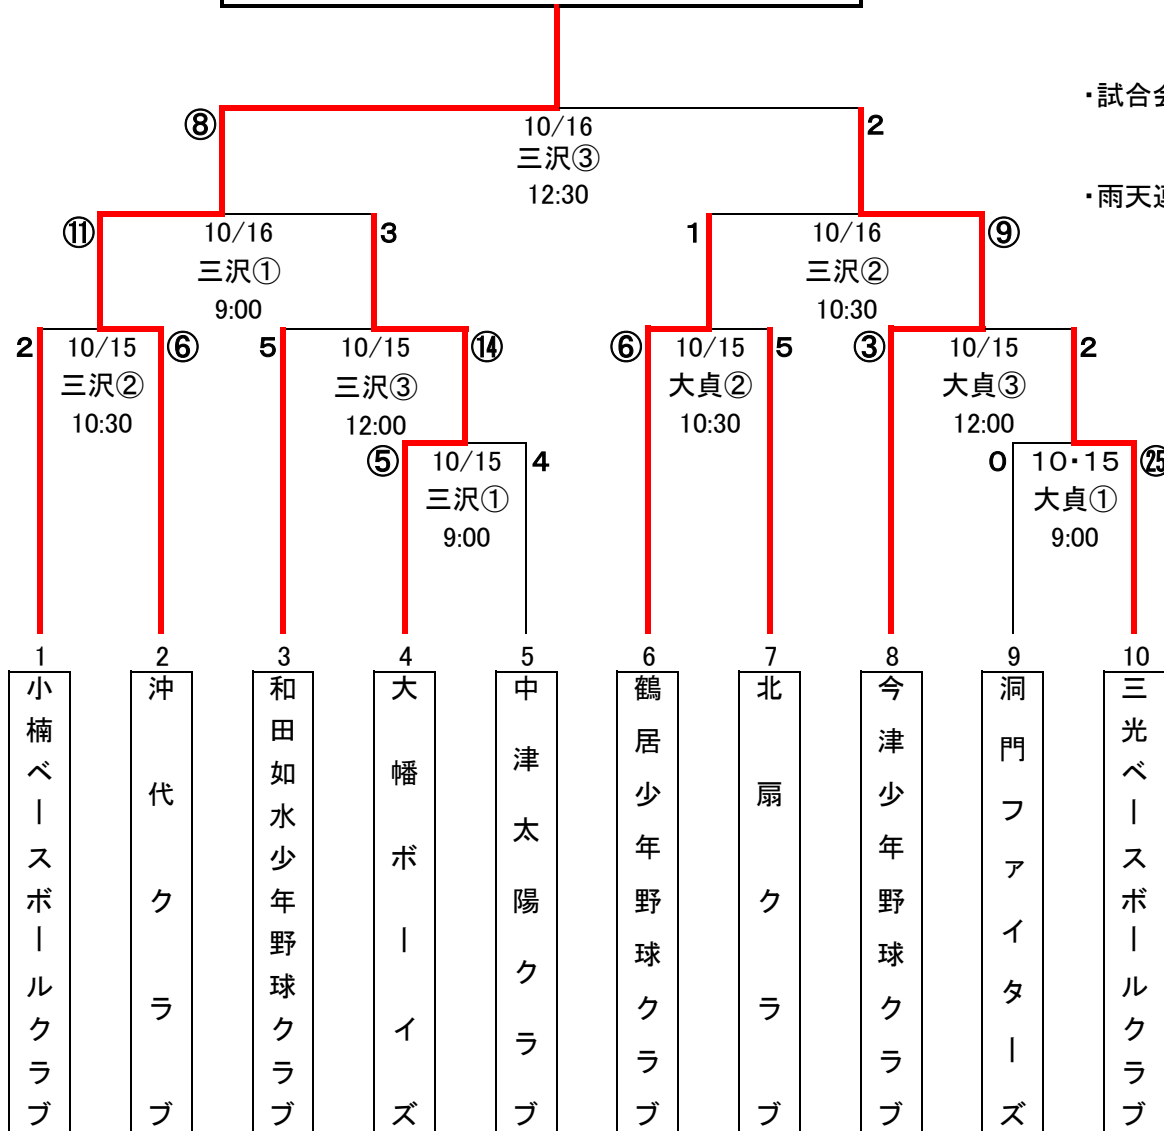 ・試合会
⑧
10/16
三沢③
12:30
2
・雨天連
⑪
10/16
三沢①
9:00
3
1
10/16
三沢②
10:30
⑨
2
10/15
三沢②
10:30
⑥
5
10/15
三沢③
12:00
⑭
⑥
10/15
大貞②
10:30
5
③
10/15
大貞③
12:00
2
⑤
10/15
三沢①
9:00
4
0
10・15
大貞①
9:00
㉕
1
小楠ベースボールクラブ
2
沖代クラブ
3
和田如水少年野球クラブ
4
大幡ボーイズ
5
中津太陽クラブ
6
鶴居少年野球クラブ
7
北扇クラブ
8
今津少年野球クラブ
9
洞門ファイターズ
10
三光ベースボールクラブ